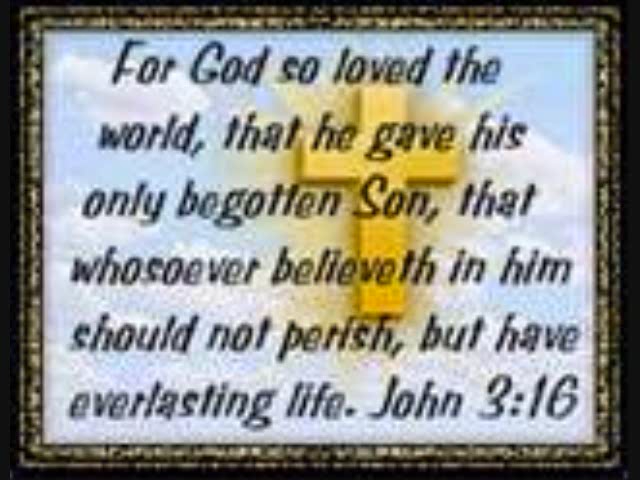 For God so loved the
world, that he gave his
only begotten Son, that
whosoever believeth in him
should not perish, but have
everlasting life. John 3:16